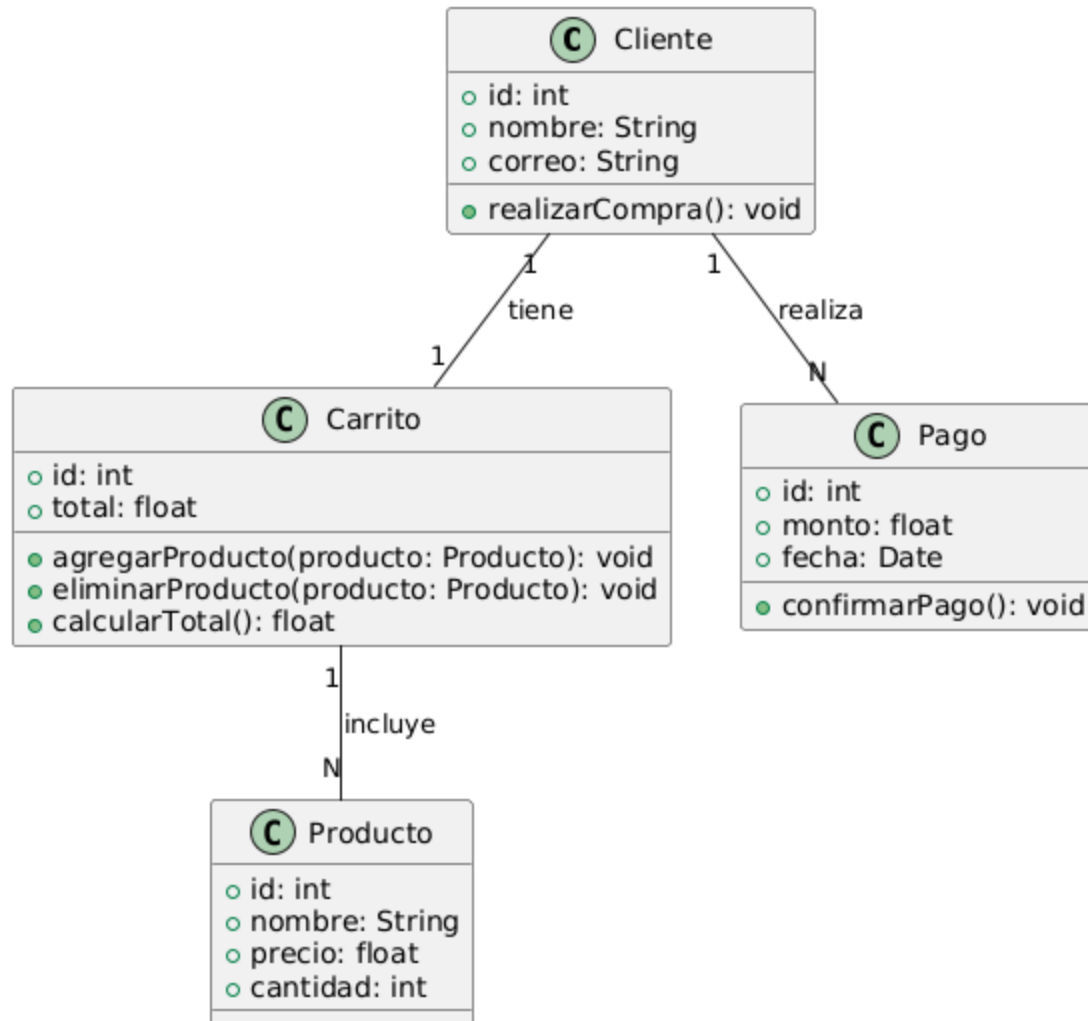 C Cliente
id: int
nombre: String
correo: String
realizarCompra(): void
1
1
tiene
realiza
1
N
C Carrito
id: int
total: float
agregarProducto(producto: Producto): void
eliminarProducto(producto: Producto): void
calcularTotal(): float
C Pago
id: int
monto: float
fecha: Date
confirmarPago(): void
1
incluye
N
C Producto
id: int
nombre: String
precio: float
cantidad: int